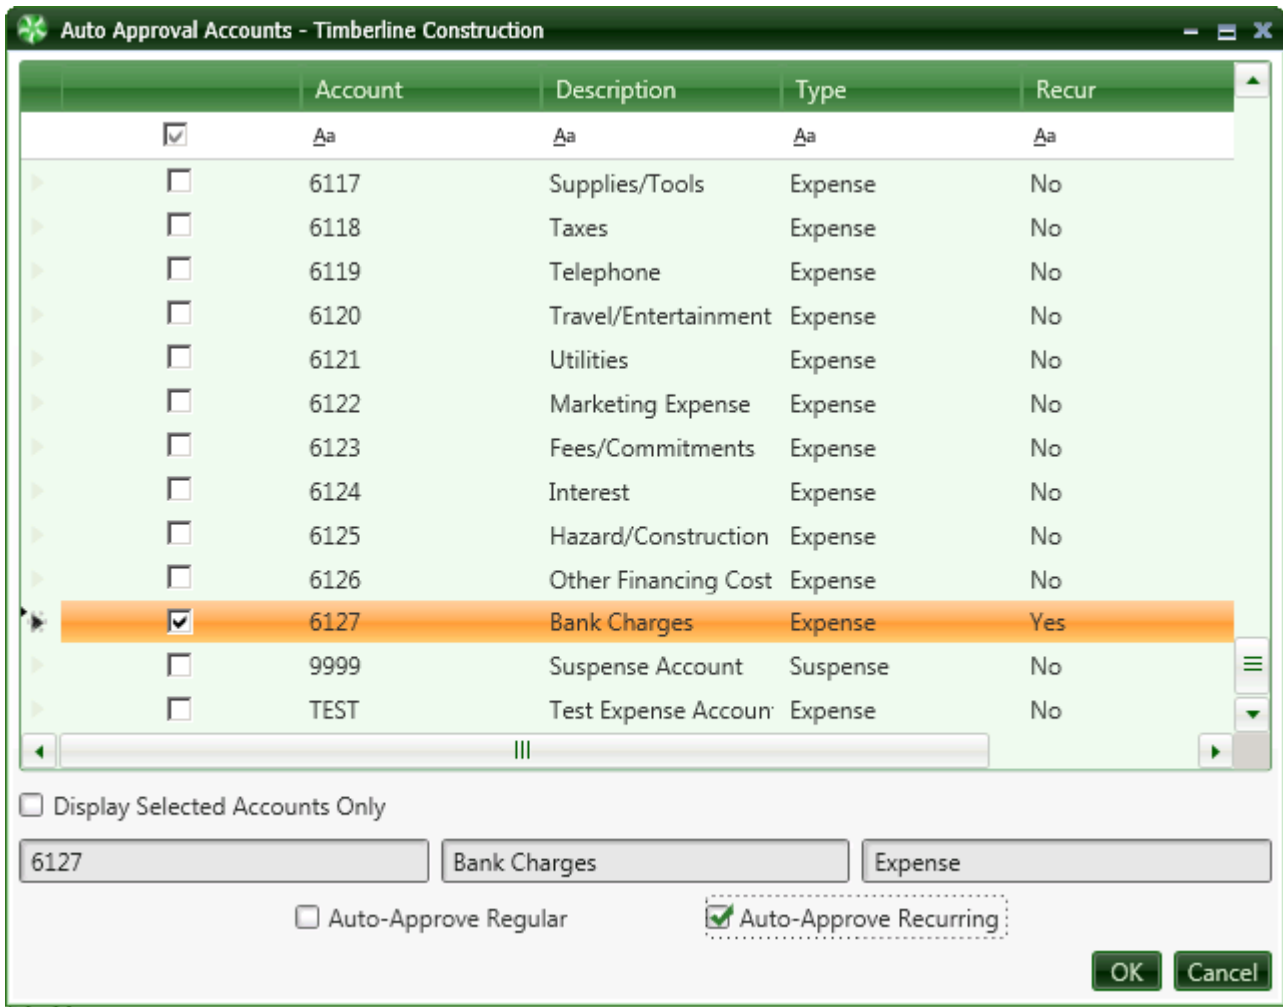 Auto Approval Accounts - Timberline Construction
Account Description Type Recur
Aa Aa Aa Aa
6117 Supplies/Tools Expense No
6118 Taxes Expense No
6119 Telephone Expense No
6120 Travel/Entertainment Expense No
6121 Utilities Expense No
6122 Marketing Expense Expense No
6123 Fees/Commitments Expense No
6124 Interest Expense No
6125 Hazard/Construction Expense No
6126 Other Financing Cost Expense No
6127 Bank Charges Expense Yes
9999 Suspense Account Suspense No
TEST Test Expense Accoun Expense No
Display Selected Accounts Only
6127 Bank Charges Expense
Auto-Approve Regular Auto-Approve Recurring
OK Cancel